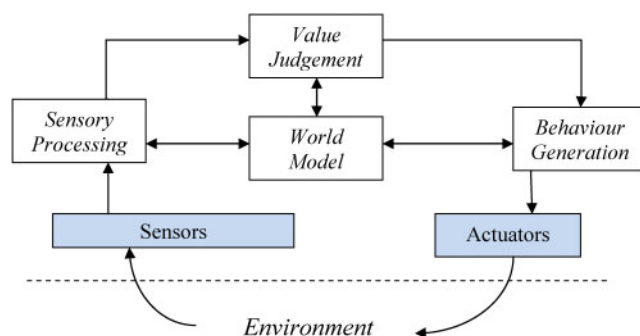 Value
Judgement
Sensory
Processing
World
Model
Behaviour
Generation
Sensors
Actuators
Environment